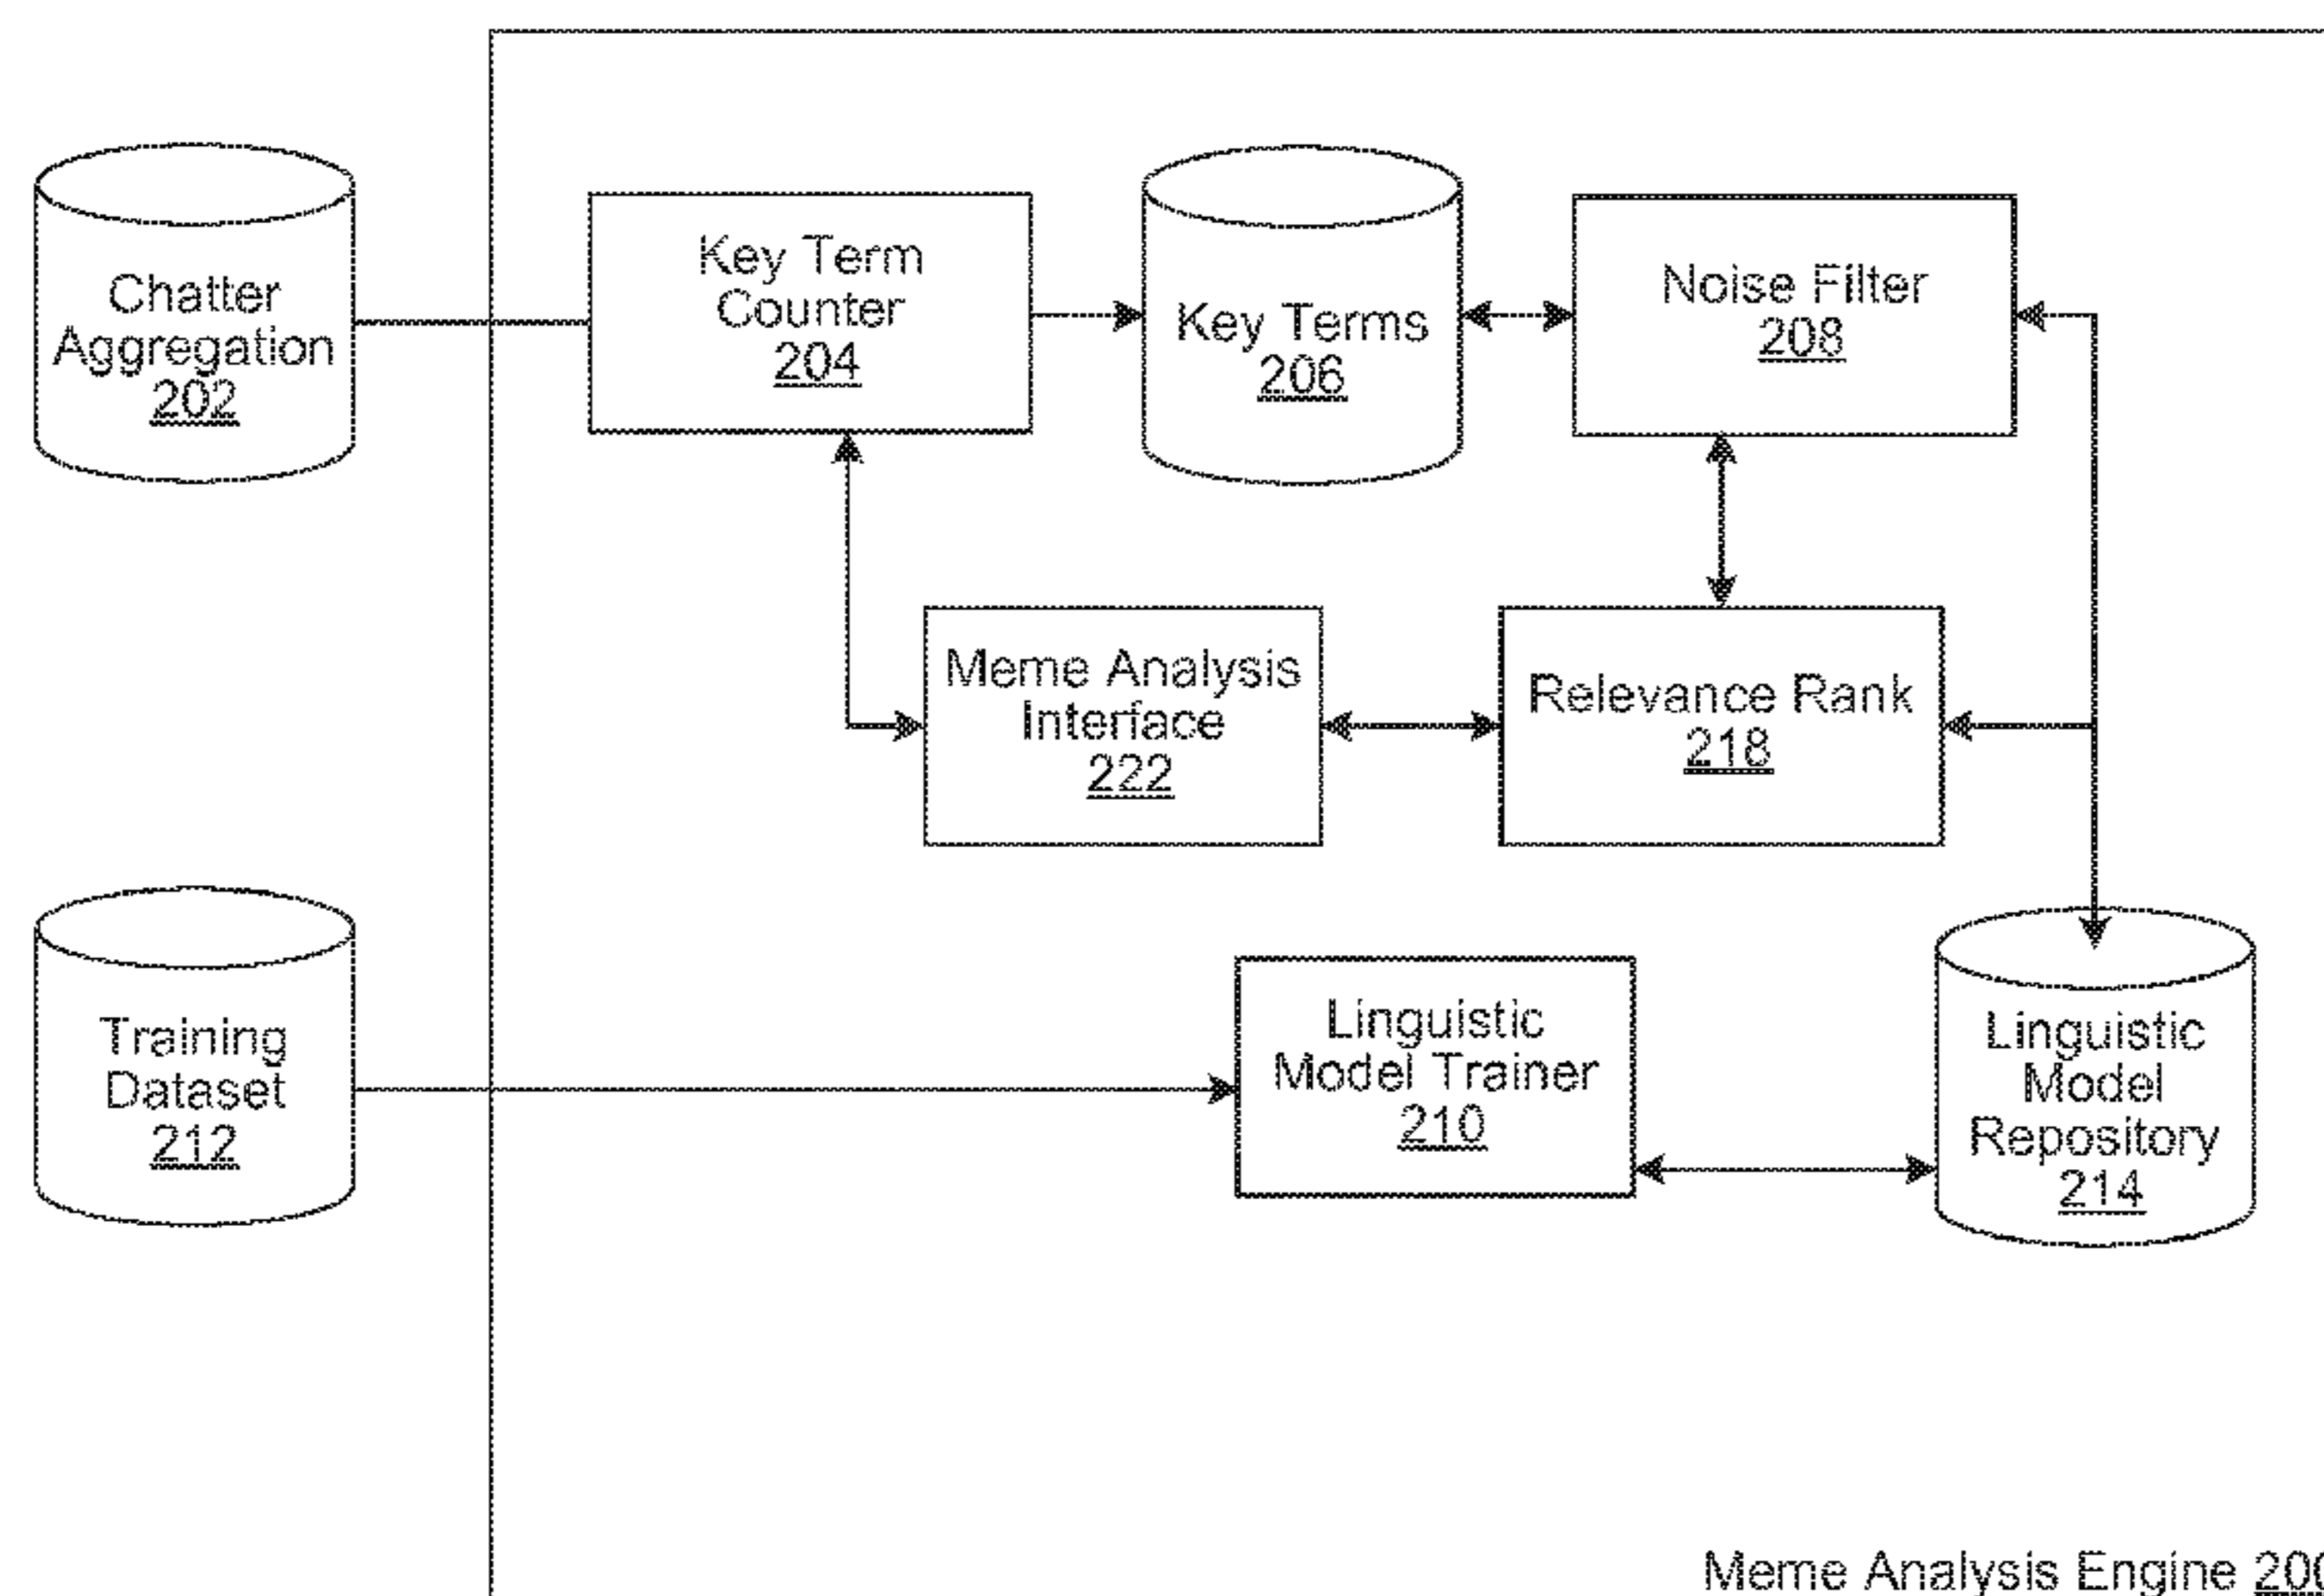 Chatter
Aggregation
202
Key Term
Counter
204
Key Terms
206
Noise Filter
208
Meme Analysis
Interface
222
Relevance Rank
218
Training
Dataset
212
Linguistic
Model Trainer
210
Linguistic
Model
Repository
214
Meme Analysis Engine 200